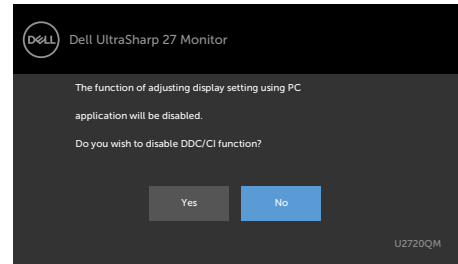 DELL Dell UltraSharp 27 Monitor
The function of adjusting display setting using PC
application will be disabled.
Do you wish to disable DDC/CI function?
Yes No
U2720QM